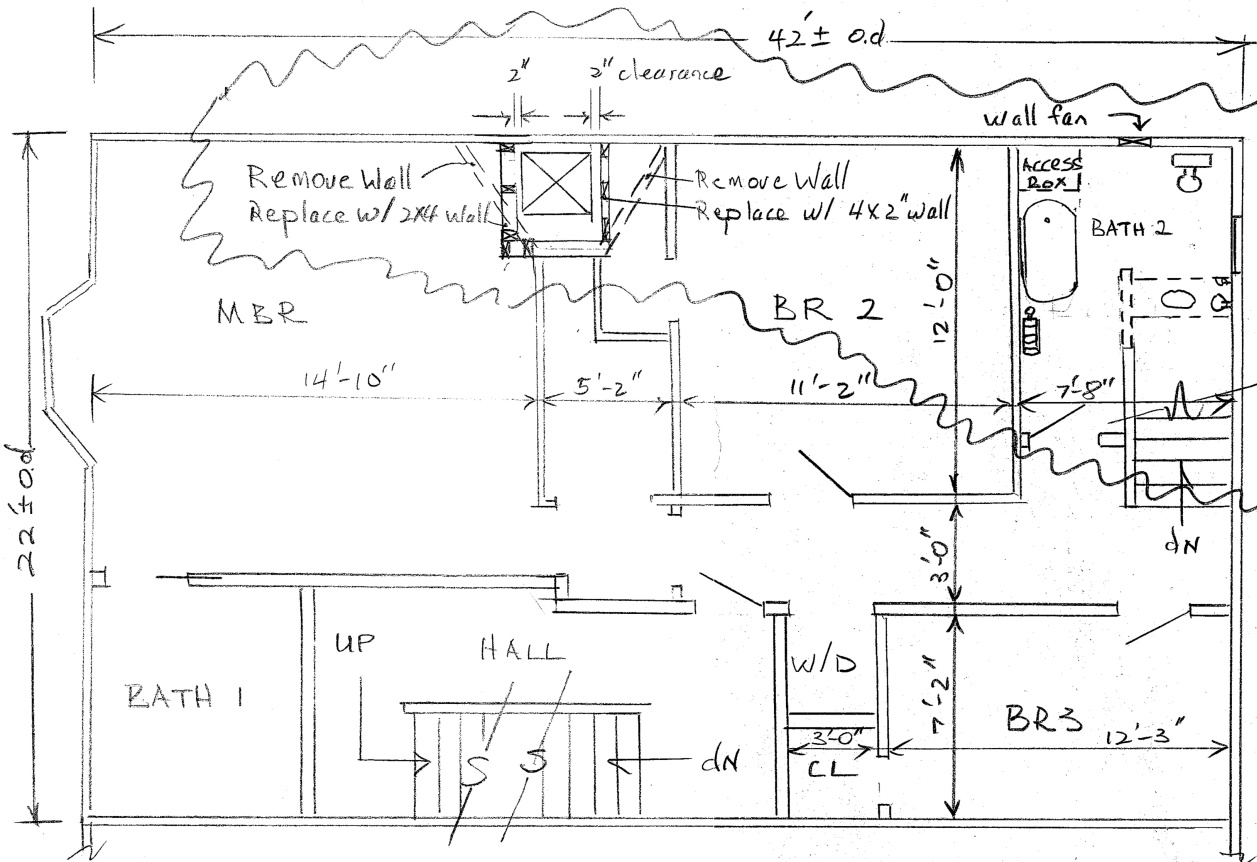 42'± o.d.
2"
2" clearance
Wall fan
Remove Wall
Replace w/ 2x4 wall
Remove Wall
Replace w/ 4x2" wall
ACCESS
BOX
BATH 2
MBR
BR 2
12'-0"
14'-10"
5'-2"
11'-2"
7'-8"
22'± o.d
dN
3'-0"
UP
HALL
W/D
BATH 1
7'-2"
BR3
12'-3"
3'-0"
CL
S
S
dN